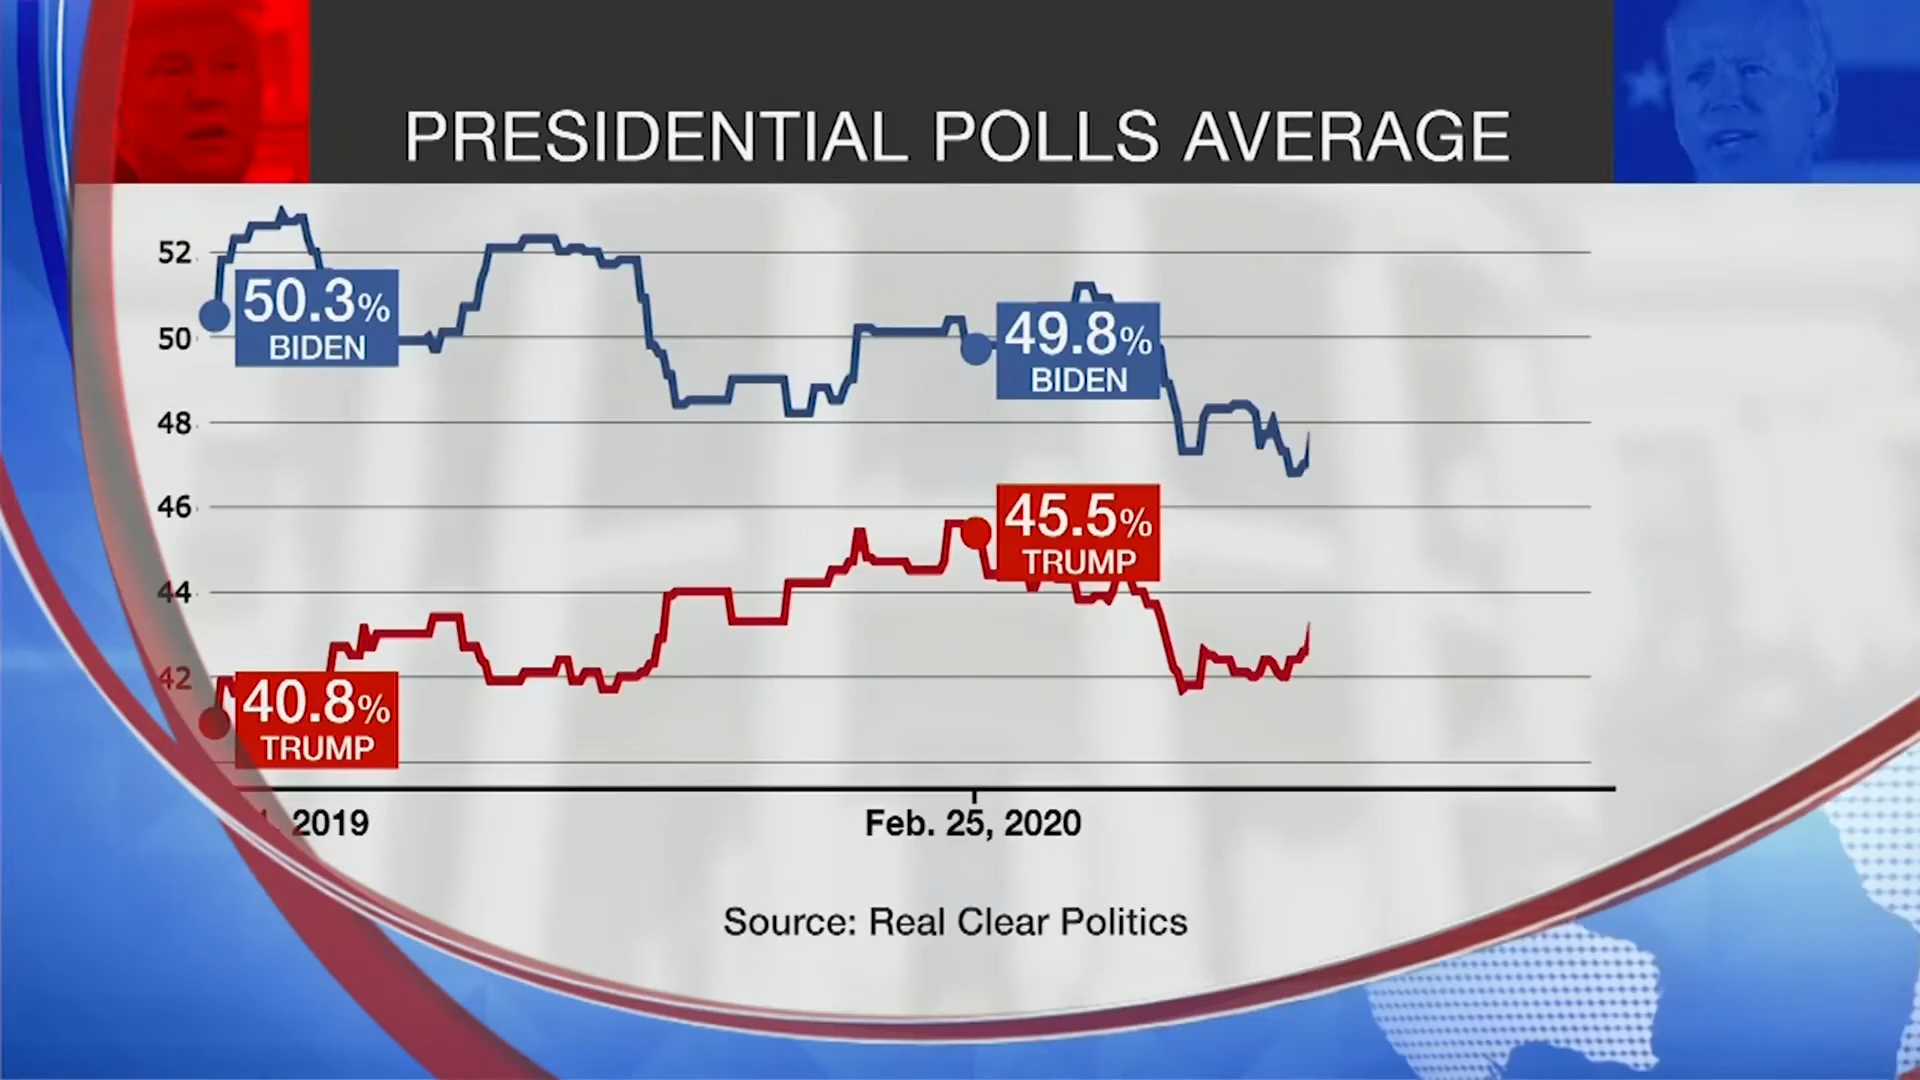 PRESIDENTIAL POLLS AVERAGE
52
50
48
46
44
42
50.3%
BIDEN
49.8%
BIDEN
45.5%
TRUMP
40.8%
TRUMP
2019
Feb. 25, 2020
Source: Real Clear Politics